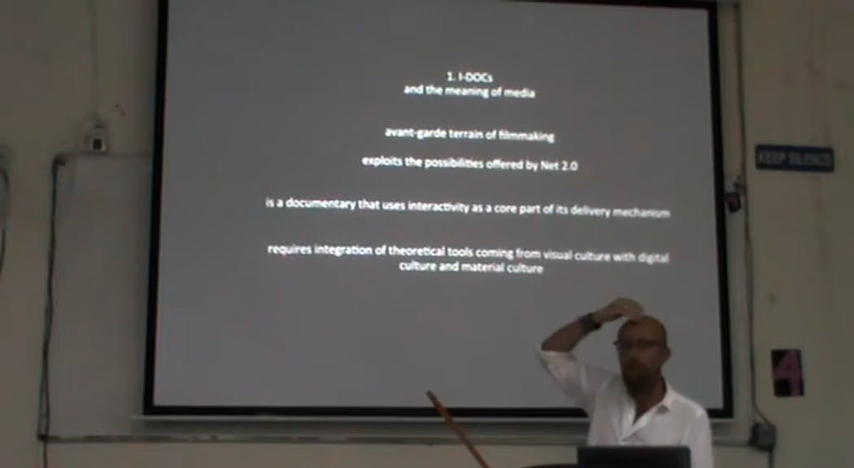 1. I-DOCs
and the meaning of media
avant-garde terrain of filmmaking
exploits the possibilities offered by Net 2.0
is a documentary that uses interactivity as a core part of its delivery mechanism
requires integration of theoretical tools coming from visual culture with digital
culture and material culture
KEEP SILENCE
4